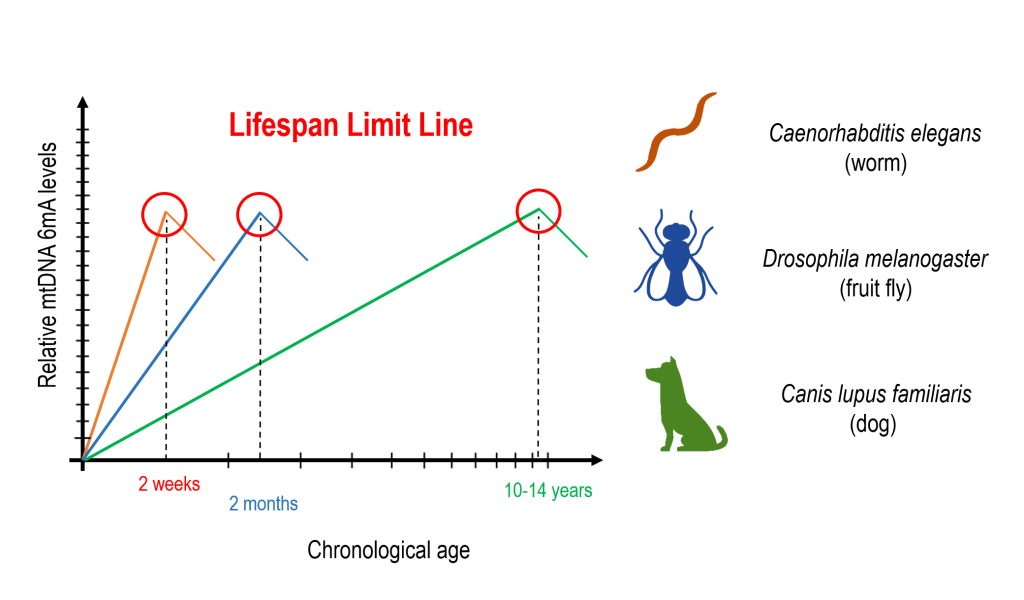 Lifespan Limit Line
Relative mtDNA 6mA levels
2 weeks
2 months
10-14 years
Chronological age
Caenorhabditis elegans
(worm)
Drosophila melanogaster
(fruit fly)
Canis lupus familiaris
(dog)